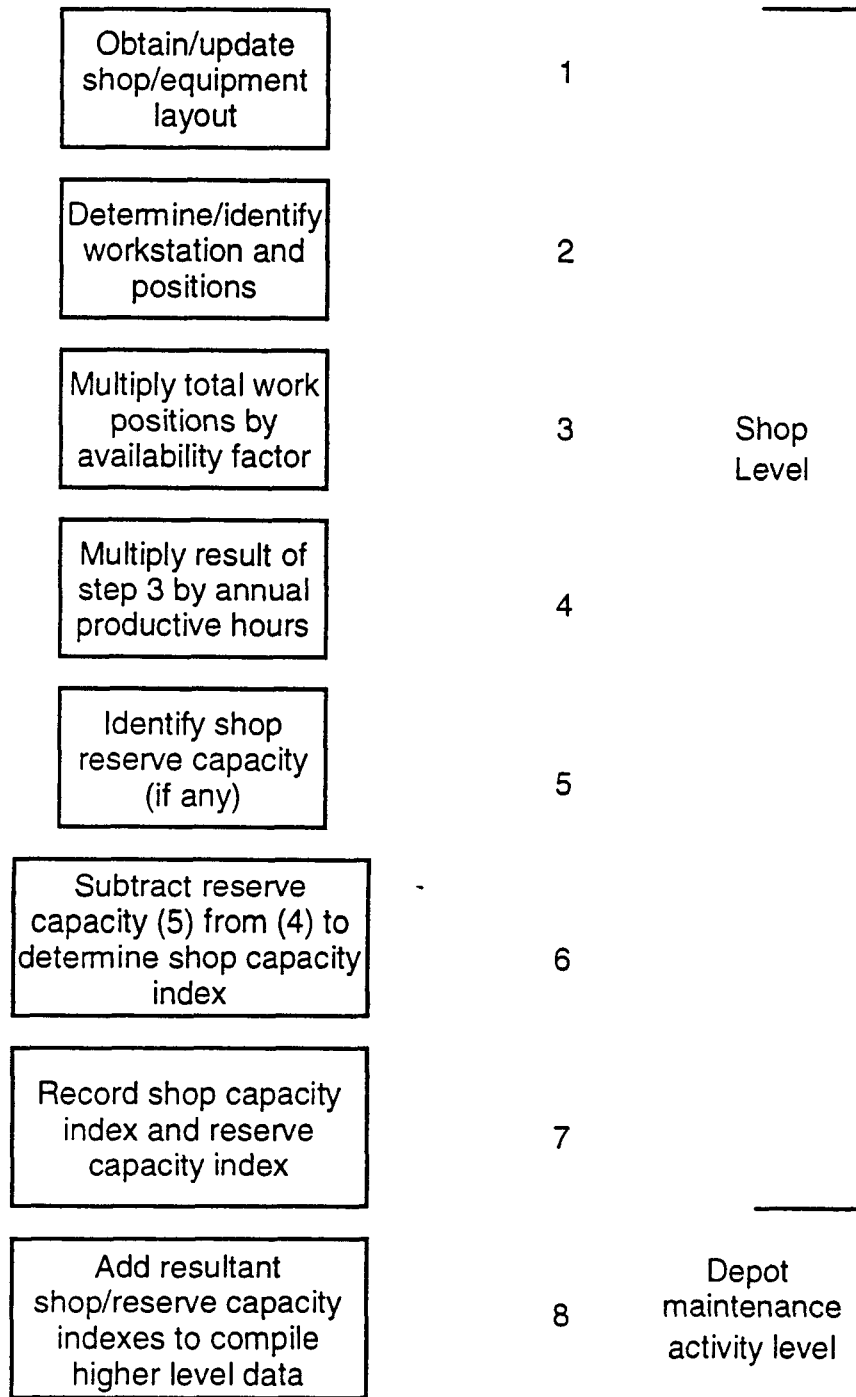 Obtain/update
shop/equipment
layout
1
Determine/identify
workstation and
positions
2
Multiply total work
positions by
availability factor
3
Shop
Level
Multiply result of
step 3 by annual
productive hours
4
Identify shop
reserve capacity
(if any)
5
Subtract reserve
capacity (5) from (4) to
determine shop capacity
index
6
Record shop capacity
index and reserve
capacity index
7
Add resultant
shop/reserve capacity
indexes to compile
higher level data
8
Depot
maintenance
activity level